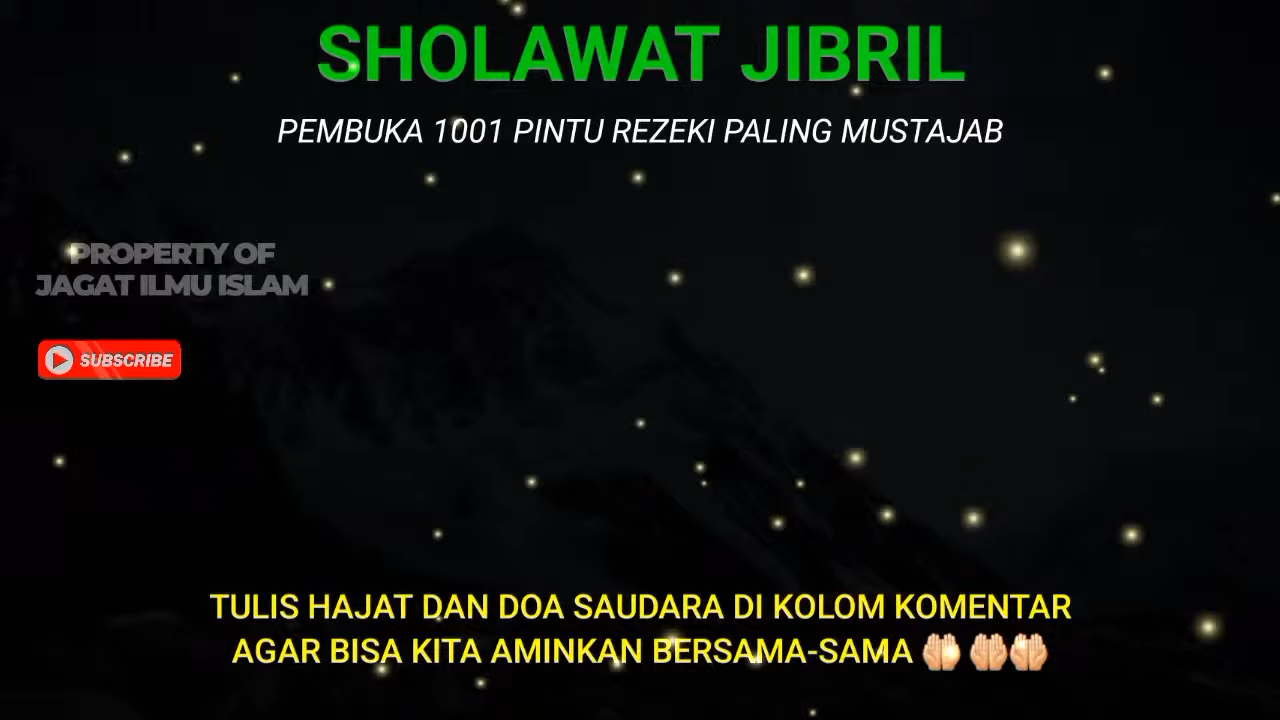 SHOLAWAT JIBRIL
PEMBUKA 1001 PINTU REZEKI PALING MUSTAJAB
PROPERTY OF
JAGAT ILMU ISLAM
SUBSCRIBE
TULIS HAJAT DAN DOA SAUDARA DI KOLOM KOMENTAR
AGAR BISA KITA AMINKAN BERSAMA-SAMA 🤲🏻 🤲🏻🤲🏻